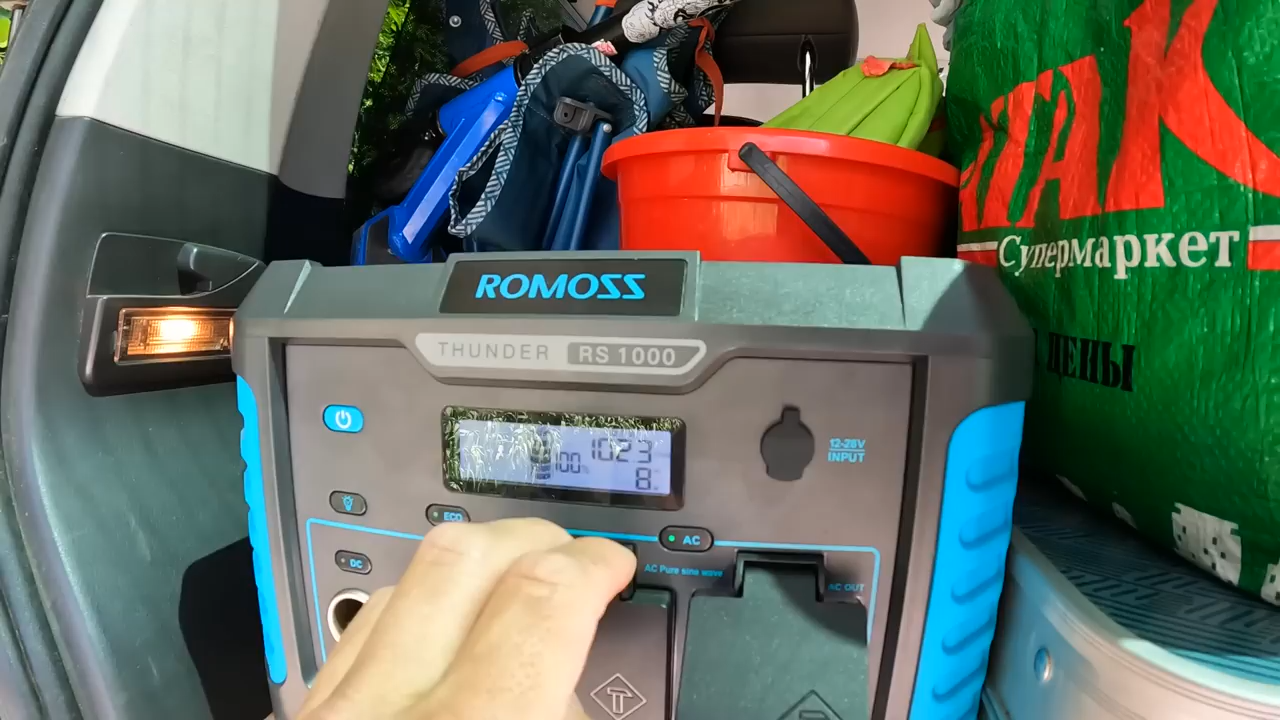 ТАК
Супермаркет
ЦЕНЫ
ROMOSS
THUNDER RS 1000
1023
100%
8
12-28V
INPUT
ECO
AC
DC
AC Pure sine wave
AC OUT